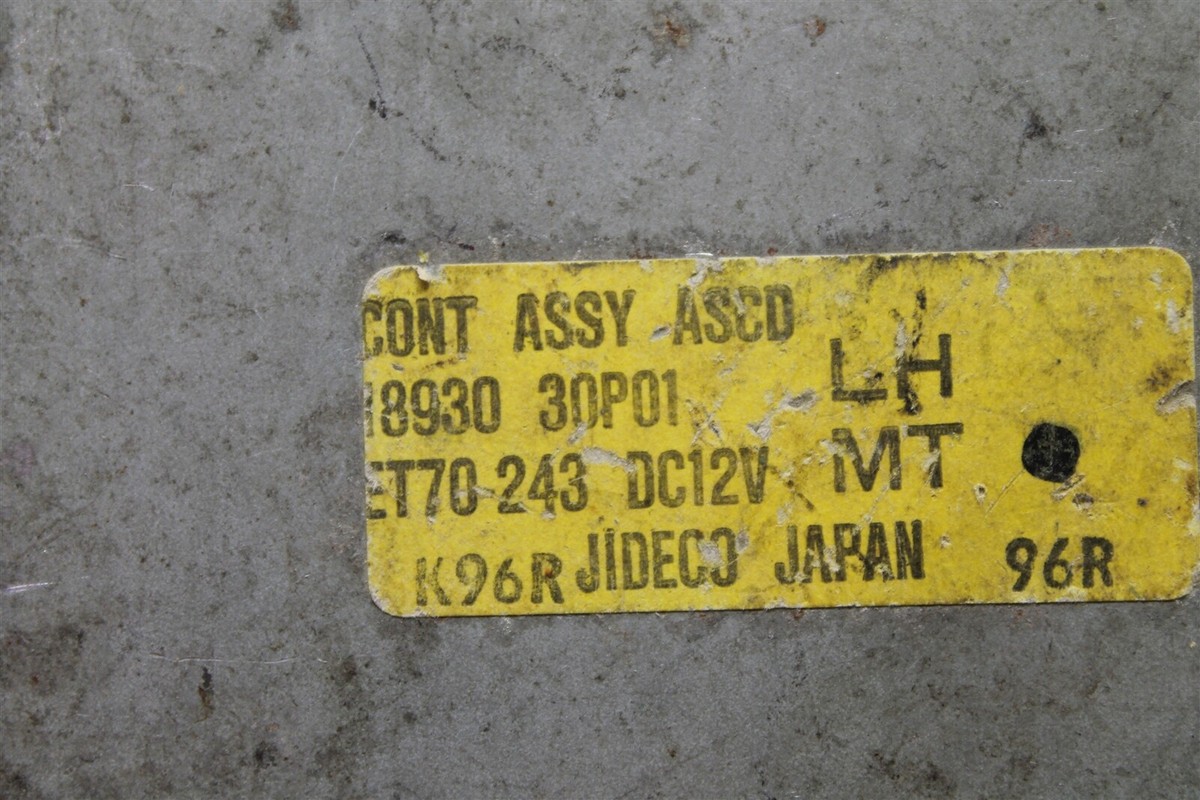 CONT ASSY ASCD
18930 30P01
LH
ET70-243 DC12V
MT
K96R JIDECO JAPAN 96R